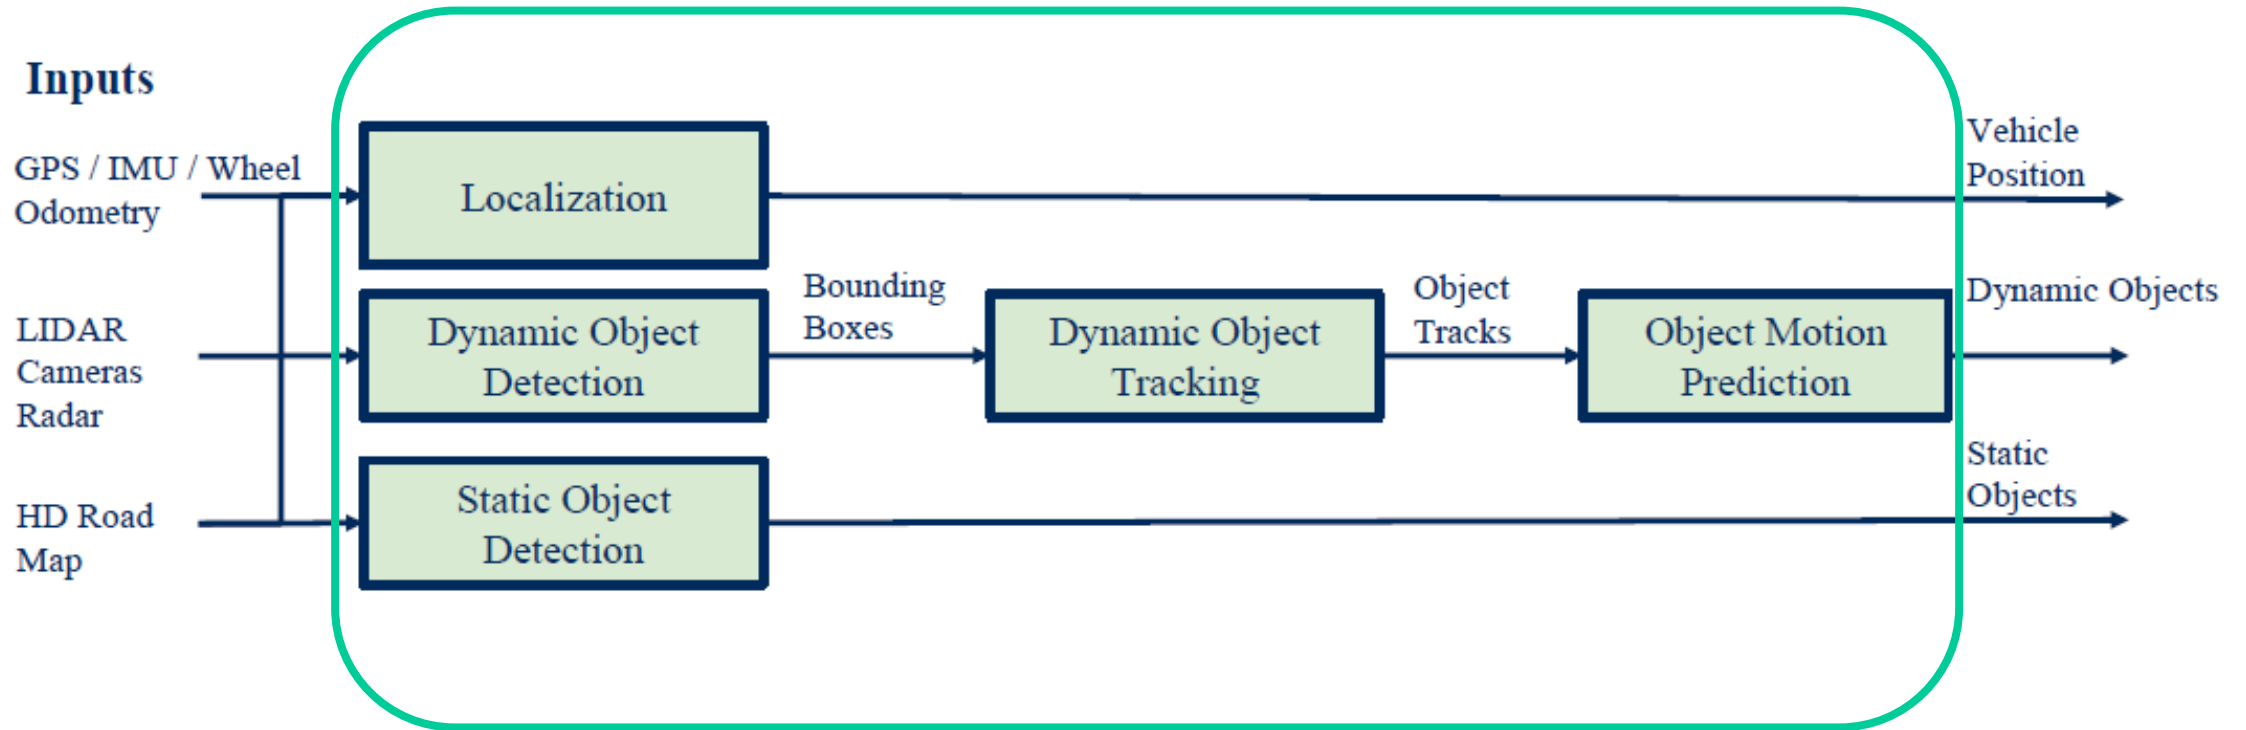 Inputs
GPS / IMU / Wheel
Odometry
LIDAR
Cameras
Radar
HD Road
Map
Localization
Dynamic Object
Detection
Static Object
Detection
Bounding
Boxes
Dynamic Object
Tracking
Object
Tracks
Object Motion
Prediction
Vehicle
Position
Dynamic Objects
Static
Objects